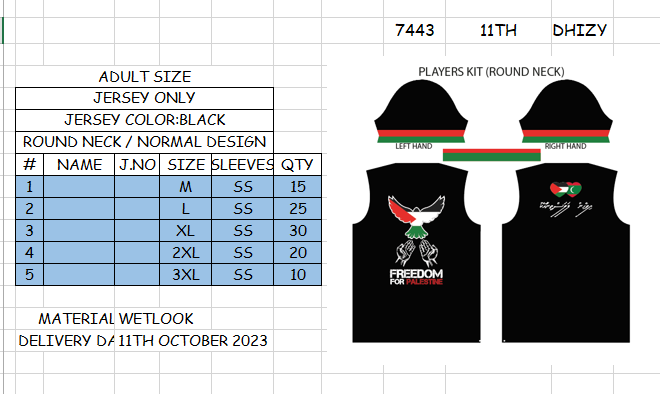 7443 11TH DHIZY
ADULT SIZE
JERSEY ONLY
JERSEY COLOR:BLACK
ROUND NECK / NORMAL DESIGN
# NAME J.NO SIZE SLEEVES QTY
1 M SS 15
2 L SS 25
3 XL SS 30
4 2XL SS 20
5 3XL SS 10
MATERIAL WETLOOK
DELIVERY DA 11TH OCTOBER 2023
PLAYERS KIT (ROUND NECK)
LEFT HAND
RIGHT HAND
FREEDOM
FOR PALESTINE